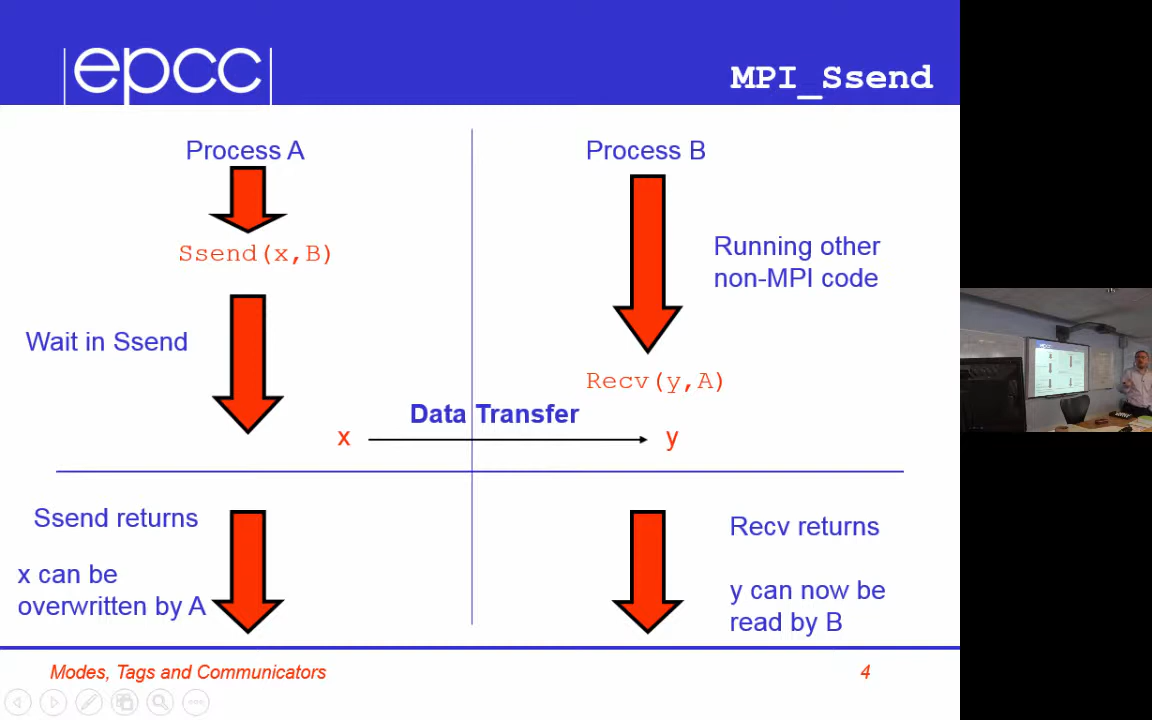 epcc
MPI_Ssend
Process A
Process B
Ssend(x,B)
Running other
non-MPI code
Wait in Ssend
Recv(y,A)
Data Transfer
x
y
Ssend returns
Recv returns
x can be
overwritten by A
y can now be
read by B
Modes, Tags and Communicators
4